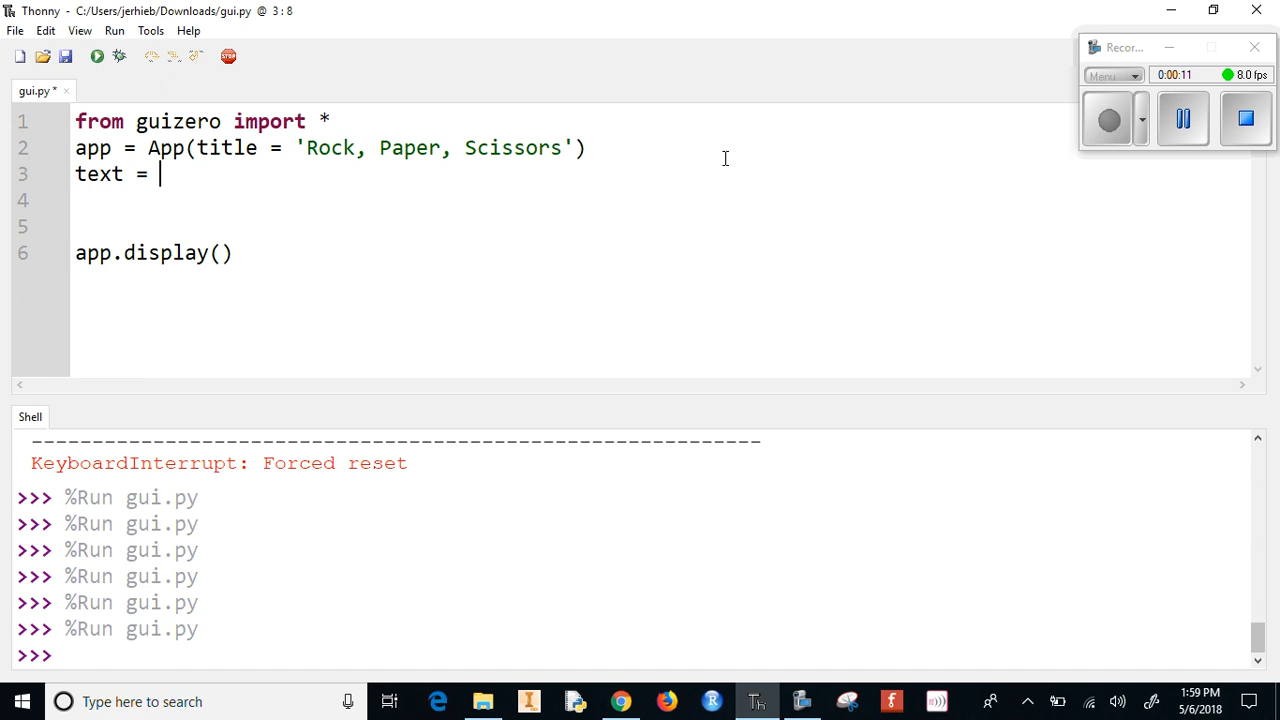 Thonny - C:/Users/jerhieb/Downloads/gui.py @ 3 : 8
File Edit View Run Tools Help
Recor...
Menu 0:00:11 8.0 fps
STOP
gui.py *
1 from guizero import *
2 app = App(title = 'Rock, Paper, Scissors')
3 text =
4
5
6 app.display()
Shell
------------------------------------------------------------
KeyboardInterrupt: Forced reset
>>> %Run gui.py
>>> %Run gui.py
>>> %Run gui.py
>>> %Run gui.py
>>> %Run gui.py
>>> %Run gui.py
>>>
Type here to search
Th
1:59 PM
5/6/2018